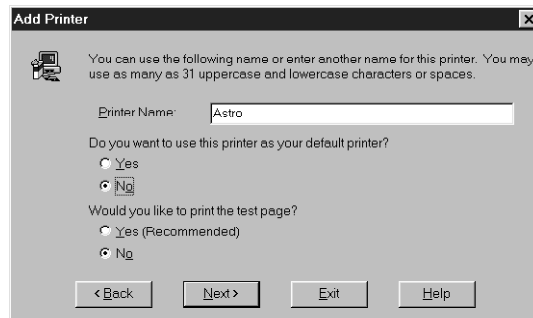 Add Printer
You can use the following name or enter another name for this printer. You may
use as many as 31 uppercase and lowercase characters or spaces.
Printer Name: Astro
Do you want to use this printer as your default printer?
Yes
No
Would you like to print the test page?
Yes (Recommended)
No
< Back Next > Exit Help